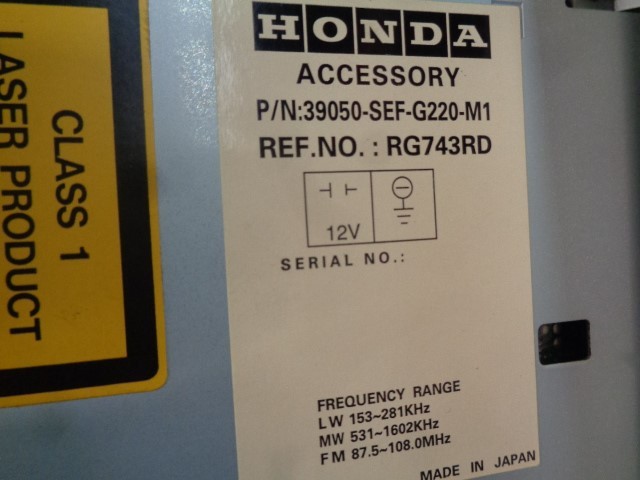 HONDA
ACCESSORY
P/N:39050-SEF-G220-M1
REF.NO. : RG743RD
12V
SERIAL NO.:
FREQUENCY RANGE
LW 153~281KHz
MW 531~1602KHz
FM 87.5~108.0MHz
MADE IN JAPAN
CLASS 1
LASER PRODUCT